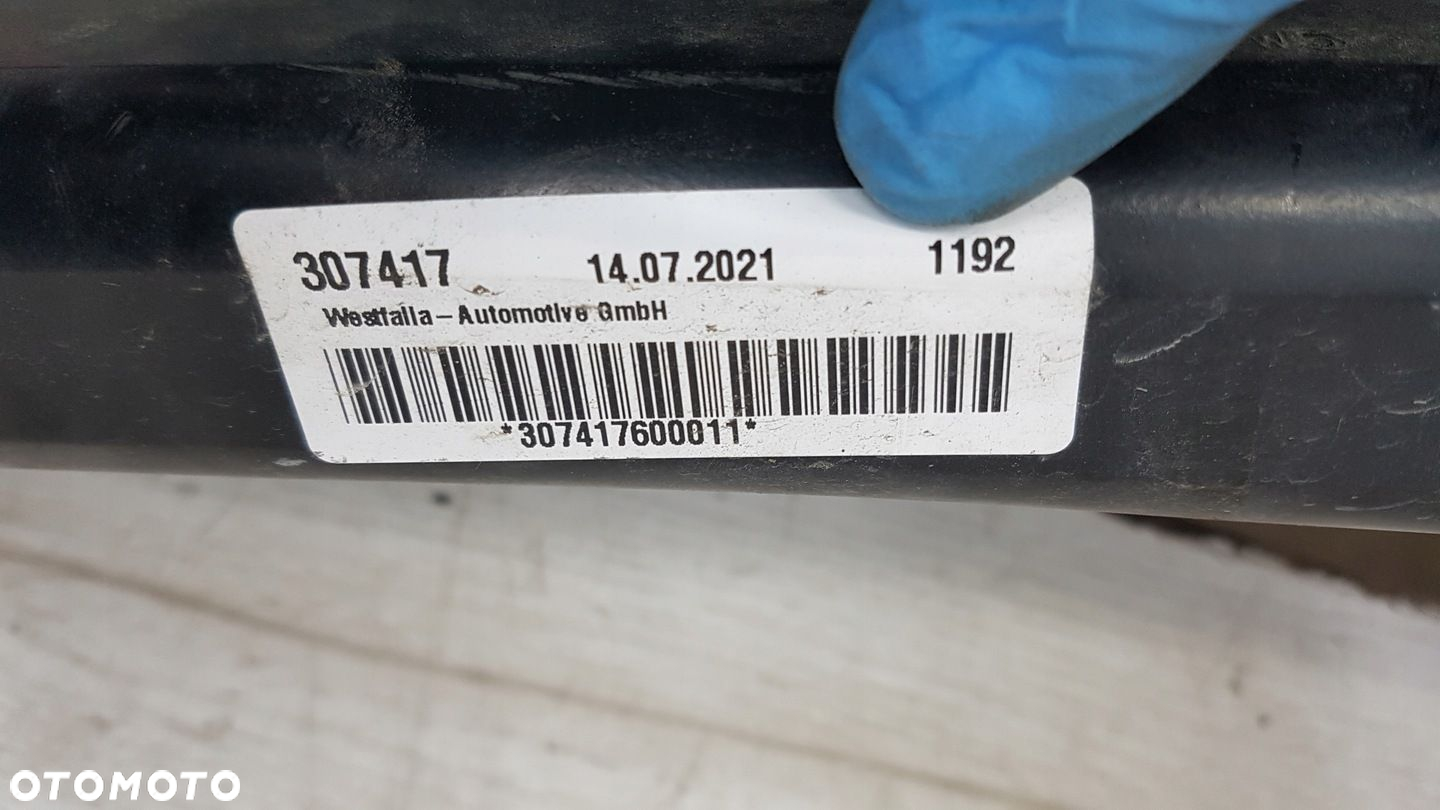 307417 14.07.2021 1192
Westfalia-Automotive GmbH
*307417600011*
OTOMOTO